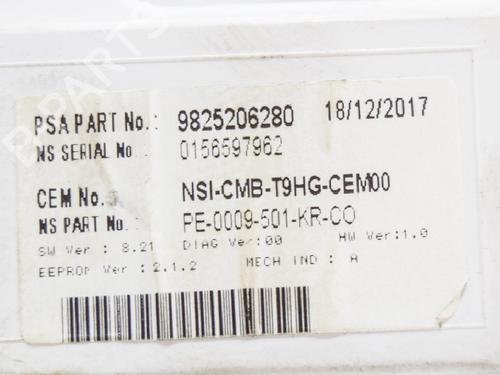 B-PARTS
PSA PART No.: 9825206280 18/12/2017
NS SERIAL No 0156597962
CEM No. NSI-CMB-T9HG-CEM00
NS PART No.: PE-0009-501-KR-CO
SW Ver : 8.21 DIAG Ver:00 HW Ver:1.0
EEPROM Ver : 2.1.2 MECH IND : A